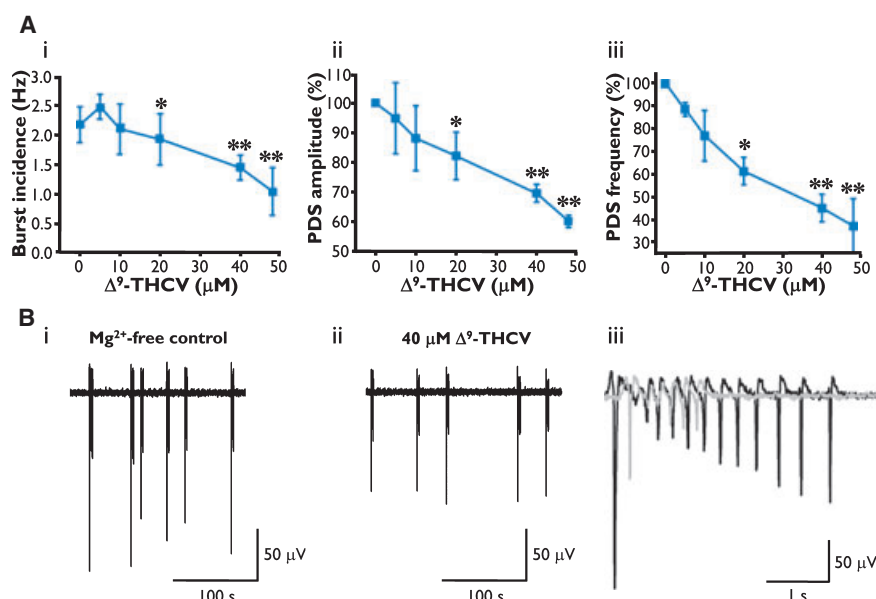 A
i
ii
iii
Burst incidence (Hz)
3.0
2.5
2.0
1.5
1.0
0.5
0.0
*
**
**
0 10 20 30 40 50
Δ⁹-THCV (μM)
PDS amplitude (%)
110
100
90
80
70
60
50
*
**
**
0 10 20 30 40 50
Δ⁹-THCV (μM)
PDS frequency (%)
100
90
80
70
60
50
40
30
*
**
**
0 10 20 30 40 50
Δ⁹-THCV (μM)
B
i
Mg²⁺-free control
50 μV
100 s
ii
40 μM Δ⁹-THCV
50 μV
100 s
iii
50 μV
1 s